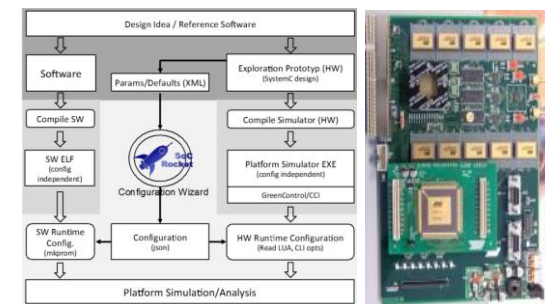 Design Idea / Reference Software
Software
Params/Defaults (XML)
Exploration Prototyp (HW)
(SystemC design)
Compile SW
Compile Simulator (HW)
SW ELF
(config
independent)
SoC
Rocket
Configuration Wizard
Platform Simulator EXE
(config independent)
GreenControl/CCI
SW Runtime
Config.
(mkprom)
Configuration
(json)
HW Runtime Configuration
(Read LUA, CLI opts)
Platform Simulation/Analysis